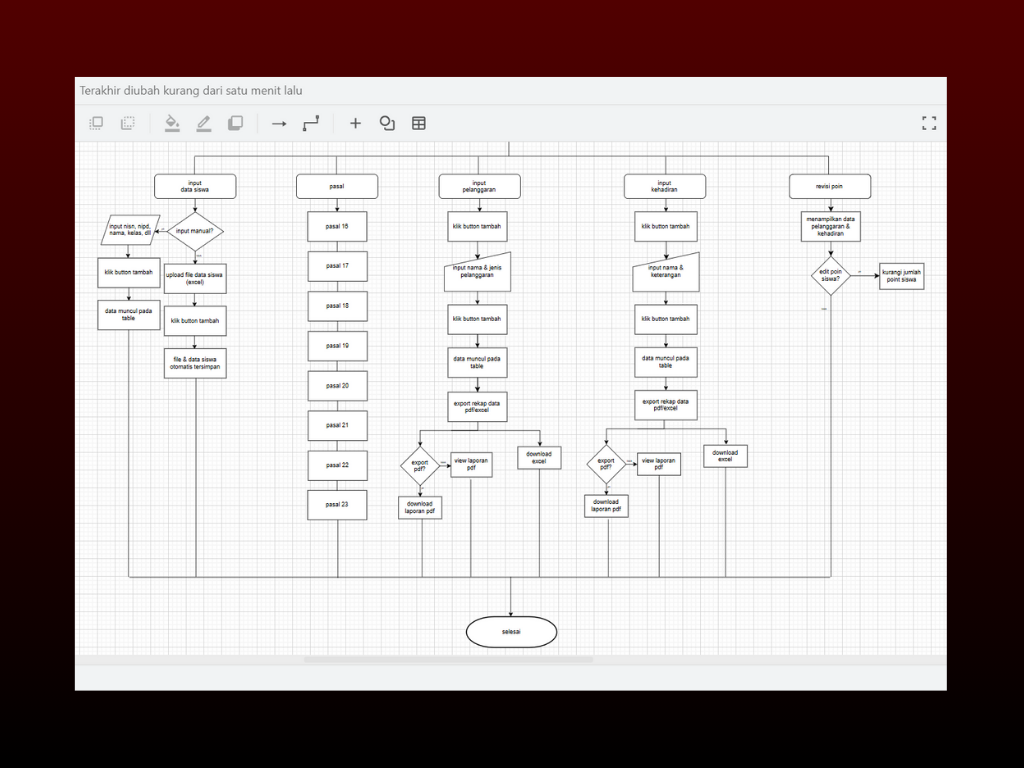 Terakhir diubah kurang dari satu menit lalu
input
data siswa
pasal
input
pelanggaran
input
kehadiran
revisi poin
input nisn, nipd,
nama, kelas, dll
input manual?
klik button tambah
upload file data siswa
(excel)
data muncul pada
table
klik button tambah
file & data siswa
otomatis tersimpan
pasal 16
pasal 17
pasal 18
pasal 19
pasal 20
pasal 21
pasal 22
pasal 23
klik button tambah
input nama & jenis
pelanggaran
klik button tambah
data muncul pada
table
export rekap data
pdf/excel
export
pdf?
view laporan
pdf
download
excel
download
laporan pdf
klik button tambah
input nama &
keterangan
klik button tambah
data muncul pada
table
export rekap data
pdf/excel
export
pdf?
view laporan
pdf
download
excel
download
laporan pdf
menampilkan data
pelanggaran &
kehadiran
edit poin
siswa?
kurangi jumlah
point siswa
selesai